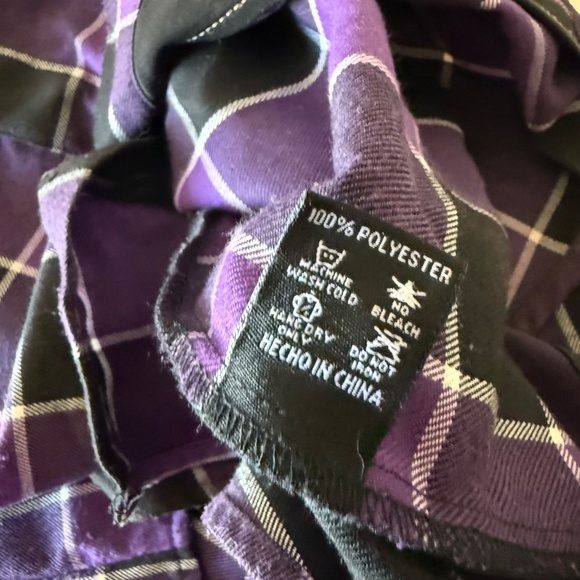 100% POLYESTER
MACHINE
WASH COLD
NO
BLEACH
HANG DRY
ONLY
DO NOT
IRON
HECHO IN CHINA